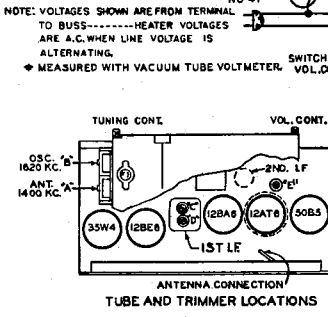 NO 47
NOTE: VOLTAGES SHOWN ARE FROM TERMINAL
TO BUSS--------HEATER VOLTAGES
ARE A.C. WHEN LINE VOLTAGE IS
ALTERNATING.
◆ MEASURED WITH VACUUM TUBE VOLTMETER.
SWITCH
VOL. C
TUNING CONT.
VOL. CONT.
OSC. "B"
1620 KC.
ANT. "A"
1400 KC.
2ND. I.F
"E"
"C"
"D"
35W4
12BE6
12BA6
12AT6
50B5
1ST I.F
ANTENNA CONNECTION
TUBE AND TRIMMER LOCATIONS